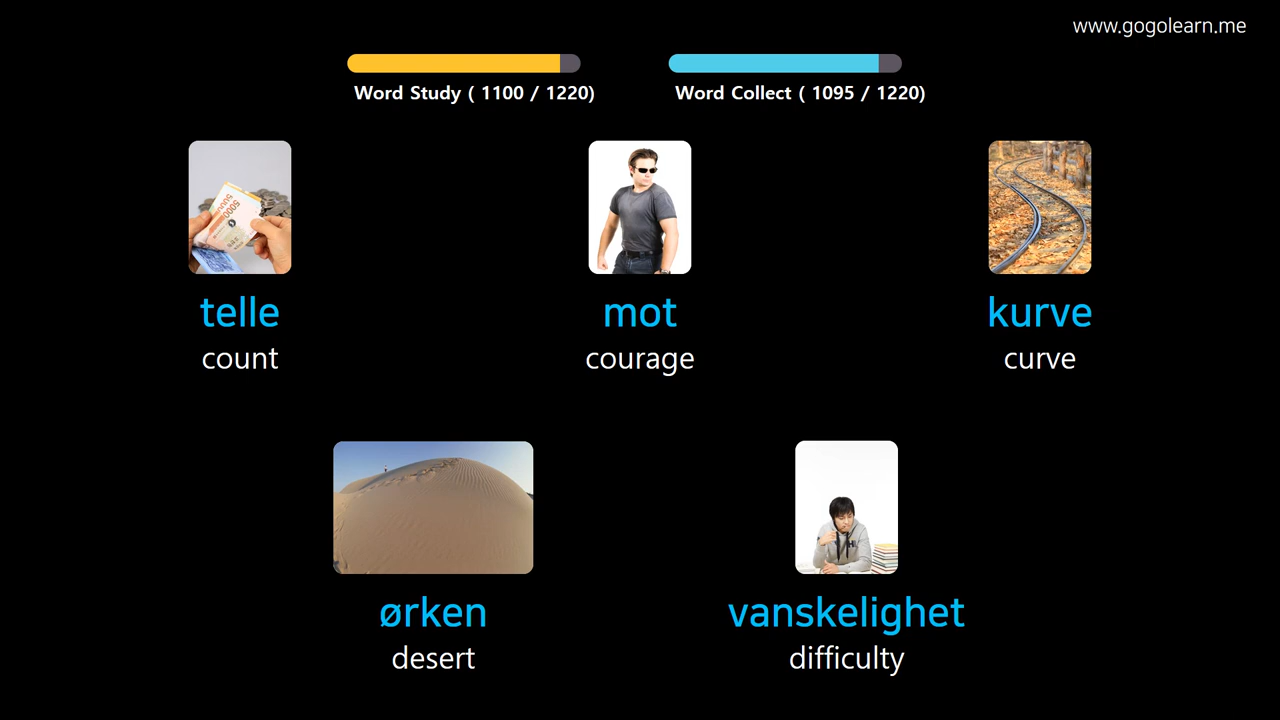 www.gogolearn.me
Word Study ( 1100 / 1220)
Word Collect ( 1095 / 1220)
telle
count
mot
courage
kurve
curve
ørken
desert
vanskelighet
difficulty